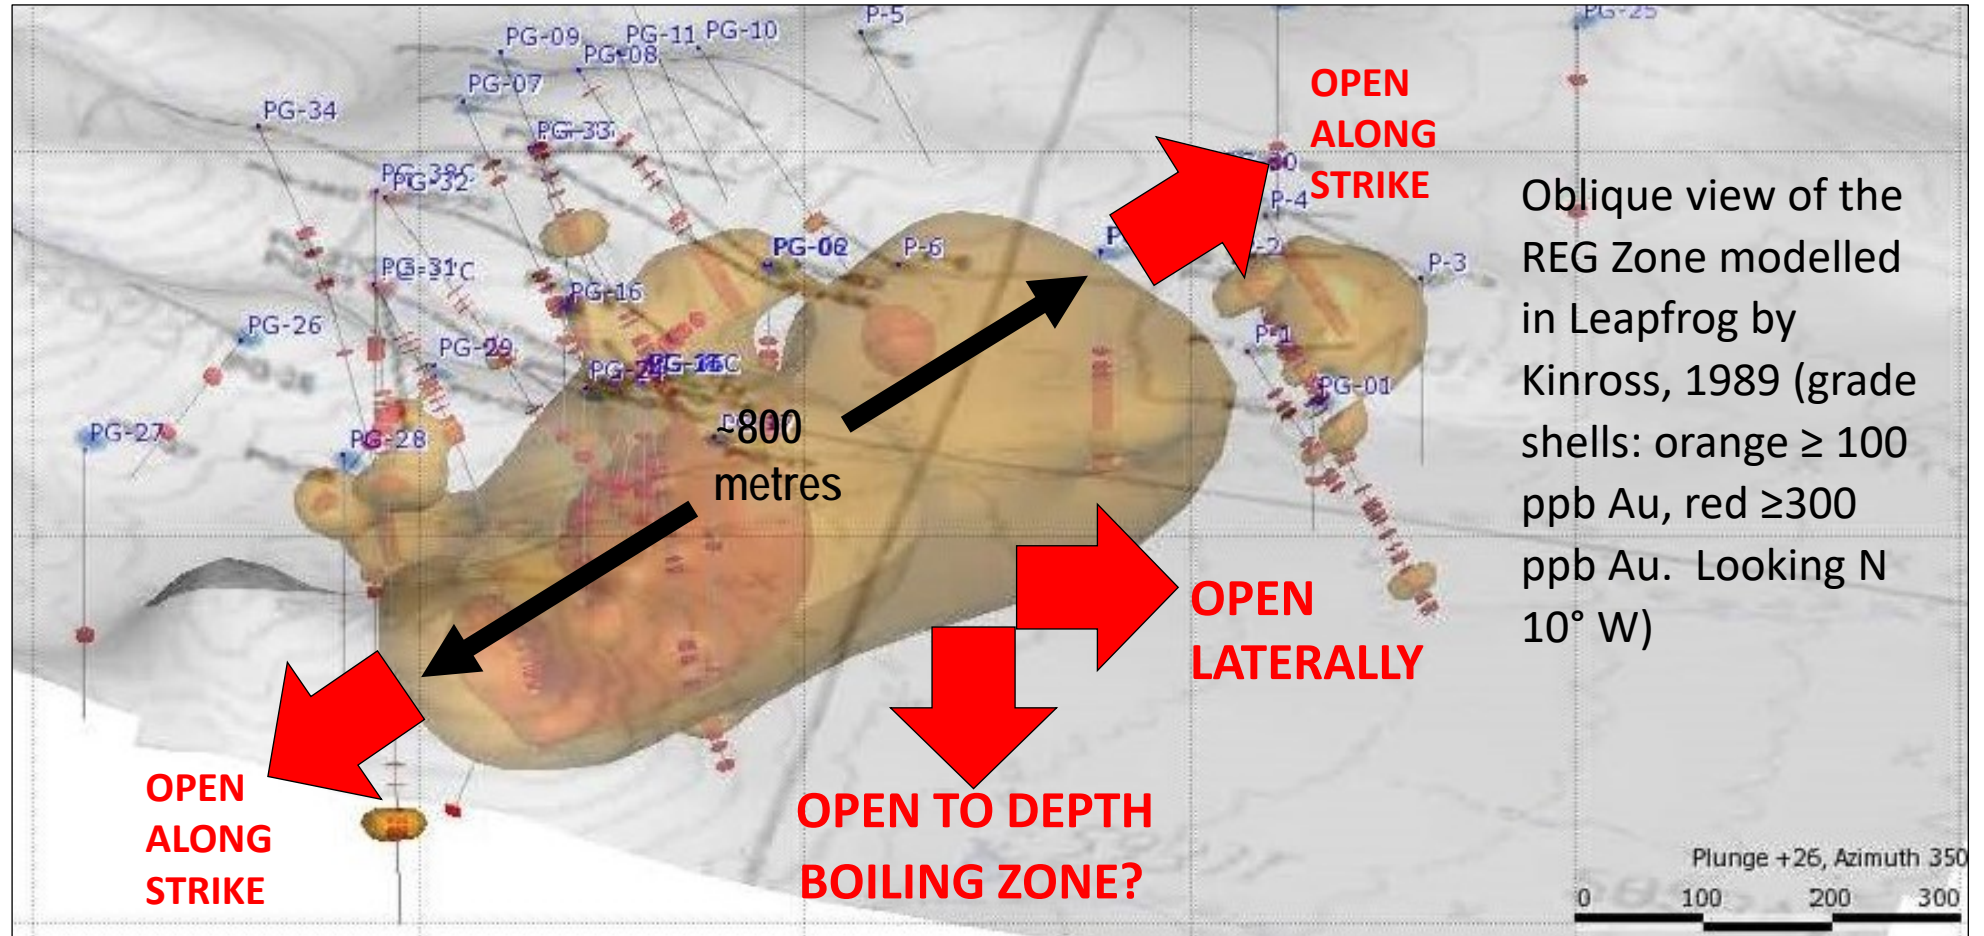 PG-09
PG-11
PG-10
P-5
PG-25
PG-08
PG-07
PG-34
PG-33
PG-32
OPEN
ALONG
STRIKE
P-4
PG-26
PG-16
P-6
P-3
P-1
PG-29
PG-01
PG-27
PG-28
~800
metres
Oblique view of the
REG Zone modelled
in Leapfrog by
Kinross, 1989 (grade
shells: orange ≥ 100
ppb Au, red ≥300
ppb Au. Looking N
10° W)
OPEN
LATERALLY
OPEN
ALONG
STRIKE
OPEN TO DEPTH
BOILING ZONE?
Plunge +26, Azimuth 350
0 100 200 300